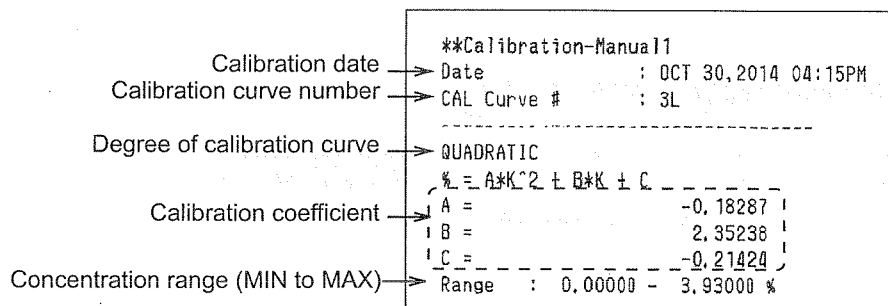 **Calibration-Manual1
Calibration date Date : OCT 30,2014 04:15PM
Calibration curve number CAL Curve # : 3L
Degree of calibration curve QUADRATIC
% = A*K^2 + B*K + C
A = -0,18287
Calibration coefficient B = 2,35238
C = -0,21424
Concentration range (MIN to MAX) Range : 0,00000 - 3,93000 %